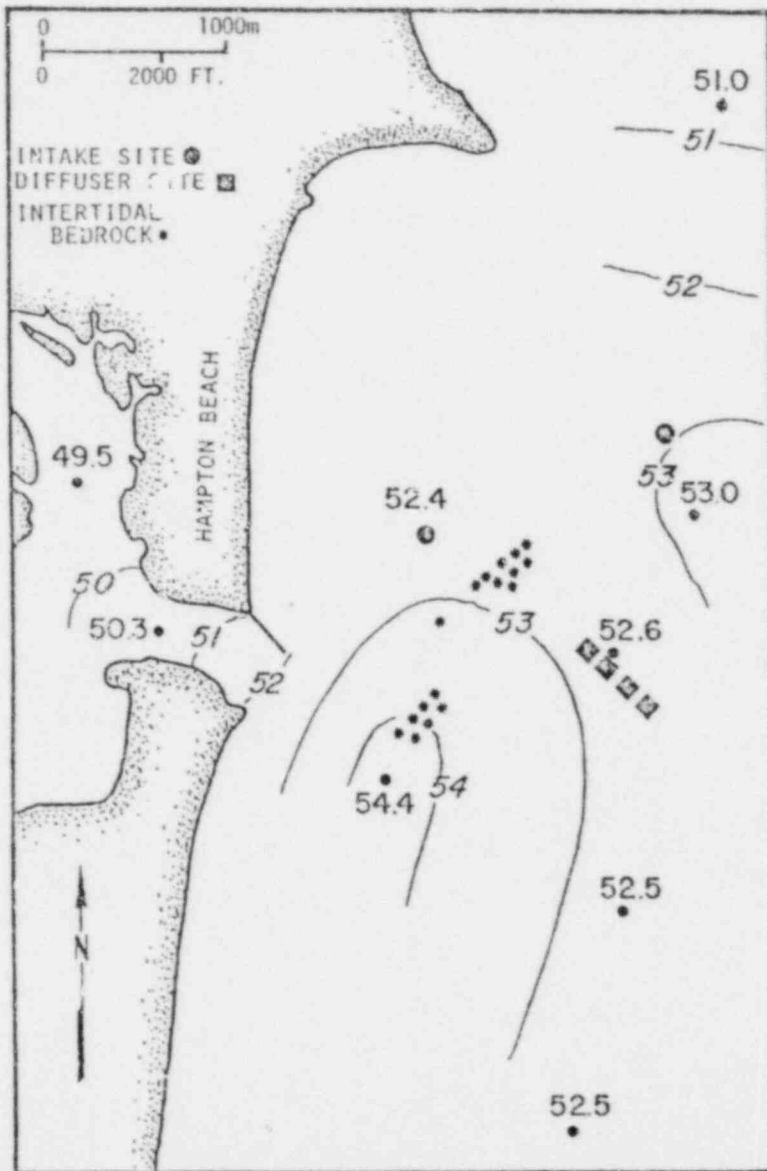 0 1000m
0 2000 FT.
51.0
51
INTAKE SITE
DIFFUSER SITE
INTERTIDAL
BEDROCK
52
HAMPTON BEACH
49.5
53
53.0
52.4
50
50.3
51
52
53
52.6
54.4
54
52.5
N
52.5